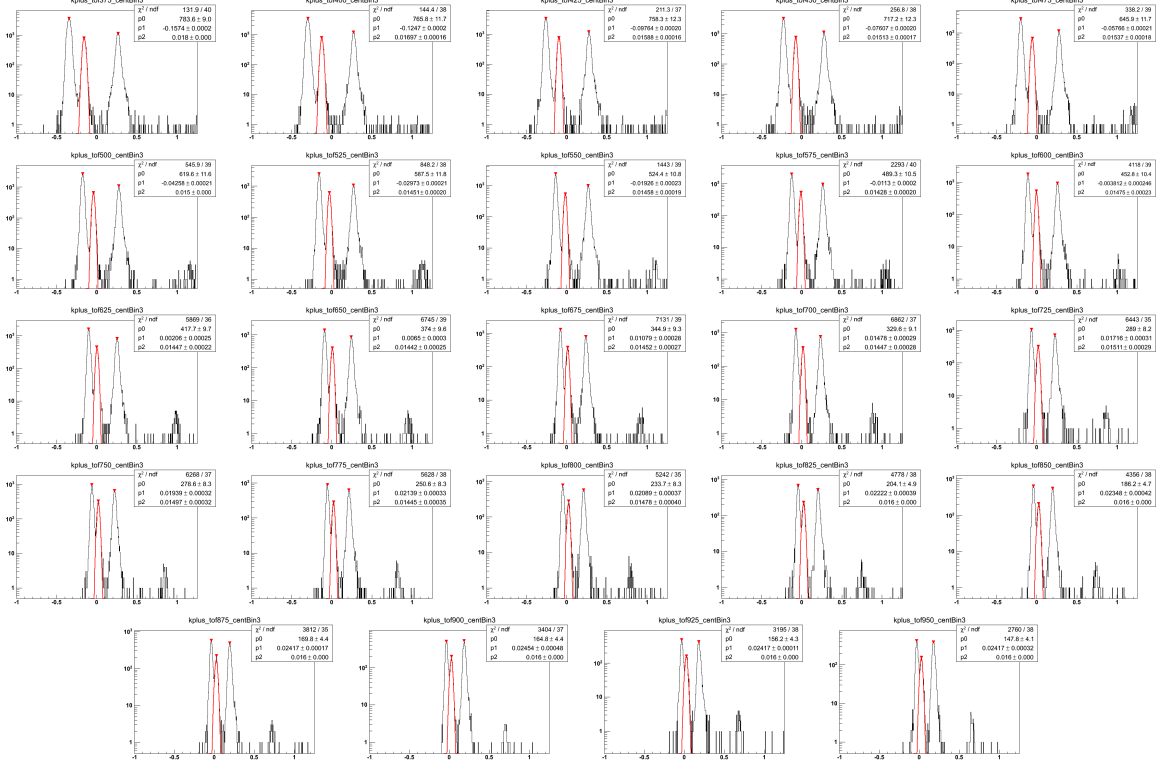 kplus_tof375_centBin3
χ² / ndf 131.9 / 40
p0 783.6 ± 9.0
p1 -0.1574 ± 0.0002
p2 0.018 ± 0.000
kplus_tof400_centBin3
χ² / ndf 144.4 / 38
p0 765.8 ± 11.7
p1 -0.1247 ± 0.0002
p2 0.01697 ± 0.00016
kplus_tof425_centBin3
χ² / ndf 211.3 / 37
p0 758.3 ± 12.3
p1 -0.09764 ± 0.00020
p2 0.01588 ± 0.00016
kplus_tof450_centBin3
χ² / ndf 256.8 / 38
p0 717.2 ± 12.3
p1 -0.07607 ± 0.00020
p2 0.01513 ± 0.00017
kplus_tof475_centBin3
χ² / ndf 338.2 / 39
p0 645.9 ± 11.7
p1 -0.05766 ± 0.00021
p2 0.01537 ± 0.00018
kplus_tof500_centBin3
χ² / ndf 545.9 / 39
p0 619.6 ± 11.6
p1 -0.04258 ± 0.00021
p2 0.015 ± 0.000
kplus_tof525_centBin3
χ² / ndf 848.2 / 38
p0 587.5 ± 11.8
p1 -0.02973 ± 0.00021
p2 0.01451 ± 0.00020
kplus_tof550_centBin3
χ² / ndf 1443 / 39
p0 524.4 ± 10.8
p1 -0.01926 ± 0.00023
p2 0.01458 ± 0.00019
kplus_tof575_centBin3
χ² / ndf 2293 / 40
p0 489.3 ± 10.5
p1 -0.0113 ± 0.0002
p2 0.01428 ± 0.00020
kplus_tof600_centBin3
χ² / ndf 4118 / 39
p0 452.8 ± 10.4
p1 -0.003812 ± 0.000246
p2 0.01475 ± 0.00023
kplus_tof625_centBin3
χ² / ndf 5869 / 36
p0 417.7 ± 9.7
p1 0.00206 ± 0.00025
p2 0.01447 ± 0.00022
kplus_tof650_centBin3
χ² / ndf 6745 / 39
p0 374 ± 9.6
p1 0.0065 ± 0.0003
p2 0.01442 ± 0.00025
kplus_tof675_centBin3
χ² / ndf 7131 / 39
p0 344.9 ± 9.3
p1 0.01079 ± 0.00028
p2 0.01452 ± 0.00027
kplus_tof700_centBin3
χ² / ndf 6862 / 37
p0 329.6 ± 9.1
p1 0.01478 ± 0.00029
p2 0.01447 ± 0.00028
kplus_tof725_centBin3
χ² / ndf 6443 / 35
p0 289 ± 8.2
p1 0.01716 ± 0.00031
p2 0.01511 ± 0.00029
kplus_tof750_centBin3
χ² / ndf 6268 / 37
p0 278.6 ± 8.3
p1 0.01939 ± 0.00032
p2 0.01497 ± 0.00032
kplus_tof775_centBin3
χ² / ndf 5628 / 38
p0 250.6 ± 8.3
p1 0.02139 ± 0.00033
p2 0.01445 ± 0.00035
kplus_tof800_centBin3
χ² / ndf 5242 / 35
p0 233.7 ± 8.3
p1 0.02089 ± 0.00037
p2 0.01478 ± 0.00040
kplus_tof825_centBin3
χ² / ndf 4778 / 38
p0 204.1 ± 4.9
p1 0.02222 ± 0.00039
p2 0.016 ± 0.000
kplus_tof850_centBin3
χ² / ndf 4356 / 38
p0 186.2 ± 4.7
p1 0.02348 ± 0.00042
p2 0.016 ± 0.000
kplus_tof875_centBin3
χ² / ndf 3812 / 35
p0 169.8 ± 4.4
p1 0.02417 ± 0.00017
p2 0.016 ± 0.000
kplus_tof900_centBin3
χ² / ndf 3404 / 37
p0 164.8 ± 4.4
p1 0.02454 ± 0.00048
p2 0.016 ± 0.000
kplus_tof925_centBin3
χ² / ndf 3195 / 38
p0 156.2 ± 4.3
p1 0.02417 ± 0.00011
p2 0.016 ± 0.000
kplus_tof950_centBin3
χ² / ndf 2760 / 38
p0 147.8 ± 4.1
p1 0.02417 ± 0.00032
p2 0.016 ± 0.000